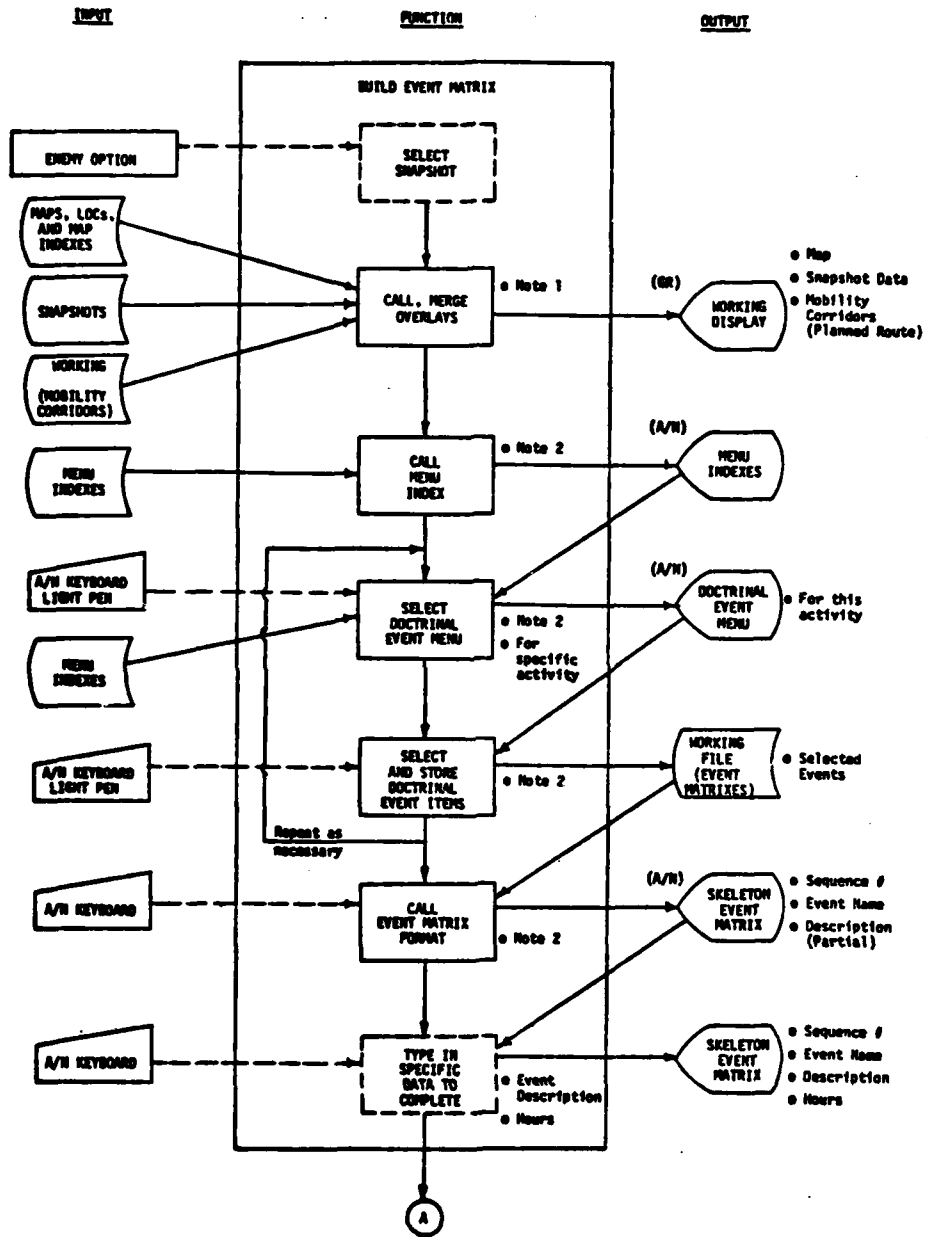 INPUT
FUNCTION
OUTPUT
BUILD EVENT MATRIX
ENEMY OPTION
SELECT
SNAPSHOT
MAPS, LOCs,
AND MAP
INDEXES
SNAPSHOTS
WORKING
(MOBILITY
CORRIDORS)
CALL, MERGE
OVERLAYS
● Note 1
(GR)
WORKING
DISPLAY
● Map
● Snapshot Data
● Mobility
Corridors
(Planned Route)
MENU
INDEXES
CALL
MENU
INDEX
● Note 2
(A/N)
MENU
INDEXES
A/N KEYBOARD
LIGHT PEN
MENU
INDEXES
SELECT
DOCTRINAL
EVENT MENU
● Note 2
● For
specific
activity
(A/N)
DOCTRINAL
EVENT
MENU
● For this
activity
A/N KEYBOARD
LIGHT PEN
SELECT
AND STORE
DOCTRINAL
EVENT ITEMS
● Note 2
WORKING
FILE
(EVENT
MATRIXES)
● Selected
Events
Repeat as
necessary
A/N KEYBOARD
CALL
EVENT MATRIX
FORMAT
● Note 2
(A/N)
SKELETON
EVENT
MATRIX
● Sequence #
● Event Name
● Description
(Partial)
A/N KEYBOARD
TYPE IN
SPECIFIC
DATA TO
COMPLETE
● Event
Description
● Hours
SKELETON
EVENT
MATRIX
● Sequence #
● Event Name
● Description
● Hours
A